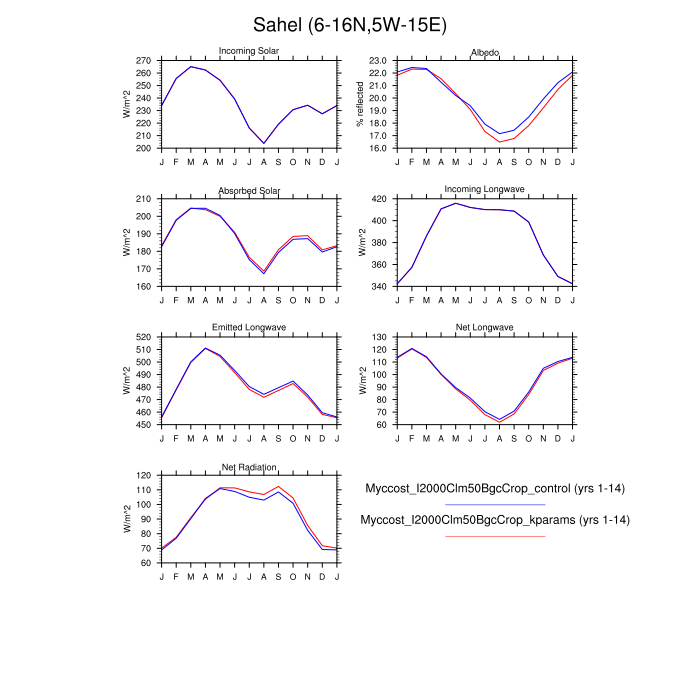 Sahel (6-16N,5W-15E)
Incoming Solar
W/m^2
270
260
250
240
230
220
210
200
J F M A M J J A S O N D J
Albedo
% reflected
23.0
22.0
21.0
20.0
19.0
18.0
17.0
16.0
J F M A M J J A S O N D J
Absorbed Solar
W/m^2
210
200
190
180
170
160
J F M A M J J A S O N D J
Incoming Longwave
W/m^2
420
400
380
360
340
J F M A M J J A S O N D J
Emitted Longwave
W/m^2
520
510
500
490
480
470
460
450
J F M A M J J A S O N D J
Net Longwave
W/m^2
130
120
110
100
90
80
70
60
J F M A M J J A S O N D J
Net Radiation
W/m^2
120
110
100
90
80
70
60
J F M A M J J A S O N D J
Myccost_I2000Clm50BgcCrop_control (yrs 1-14)
Myccost_I2000Clm50BgcCrop_kparams (yrs 1-14)